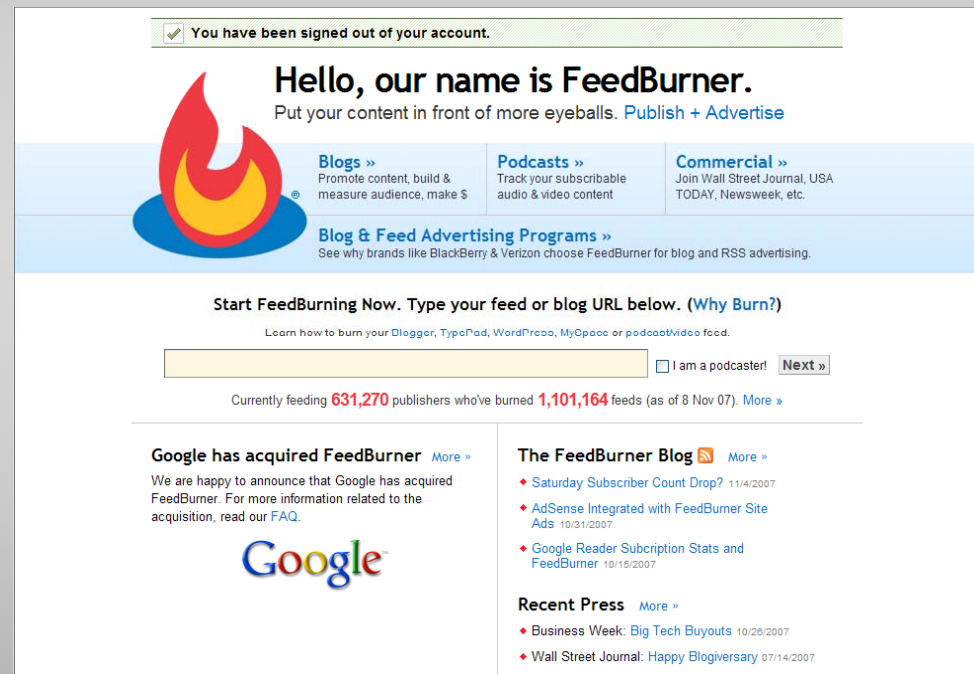 You have been signed out of your account.
Hello, our name is FeedBurner.
Put your content in front of more eyeballs. Publish + Advertise
Blogs »
Promote content, build &
measure audience, make $
Podcasts »
Track your subscribable
audio & video content
Commercial »
Join Wall Street Journal, USA
TODAY, Newsweek, etc.
®
Blog & Feed Advertising Programs »
See why brands like BlackBerry & Verizon choose FeedBurner for blog and RSS advertising.
Start FeedBurning Now. Type your feed or blog URL below. (Why Burn?)
Learn how to burn your Blogger, TypePad, WordPress, MySpace or podcast/video feed.
I am a podcaster! Next »
Currently feeding 631,270 publishers who've burned 1,101,164 feeds (as of 8 Nov 07). More »
Google has acquired FeedBurner More »
We are happy to announce that Google has acquired
FeedBurner. For more information related to the
acquisition, read our FAQ.
Google™
The FeedBurner Blog More »
Saturday Subscriber Count Drop? 11/4/2007
AdSense Integrated with FeedBurner Site
Ads 10/31/2007
Google Reader Subcription Stats and
FeedBurner 10/15/2007
Recent Press More »
Business Week: Big Tech Buyouts 10/26/2007
Wall Street Journal: Happy Blogiversary 07/14/2007